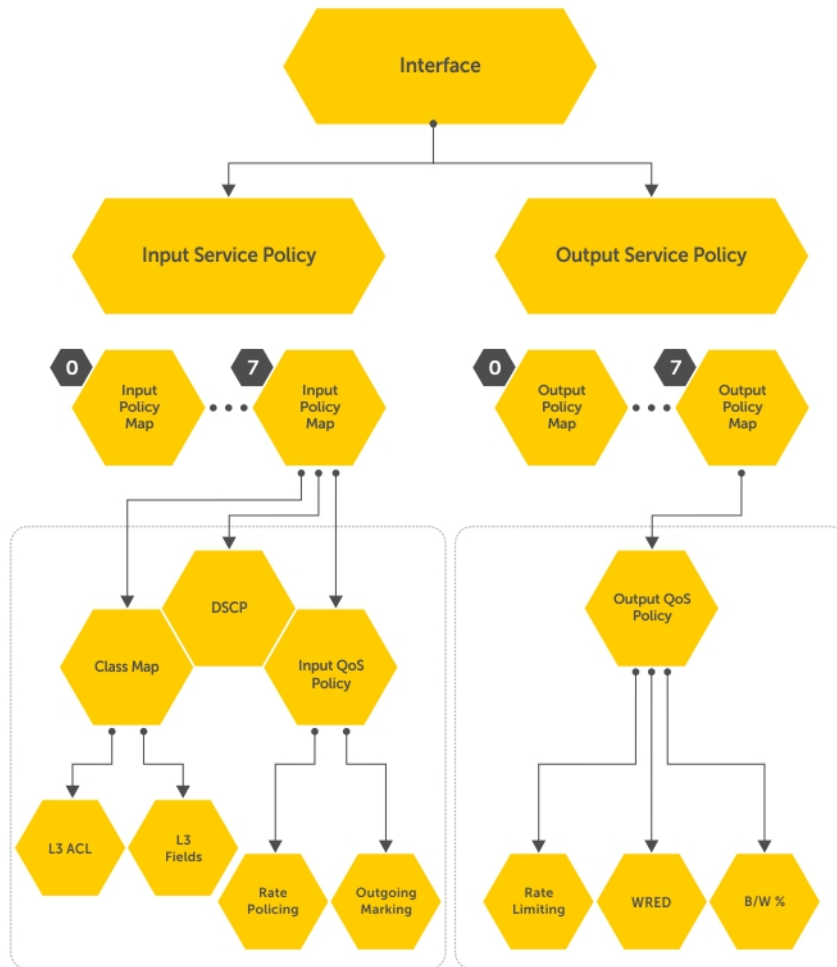 Interface
Input Service Policy
Output Service Policy
0
Input
Policy
Map
7
Input
Policy
Map
0
Output
Policy
Map
7
Output
Policy
Map
DSCP
Class Map
Input QoS
Policy
Output QoS
Policy
L3 ACL
L3
Fields
Rate
Policing
Outgoing
Marking
Rate
Limiting
WRED
B/W %